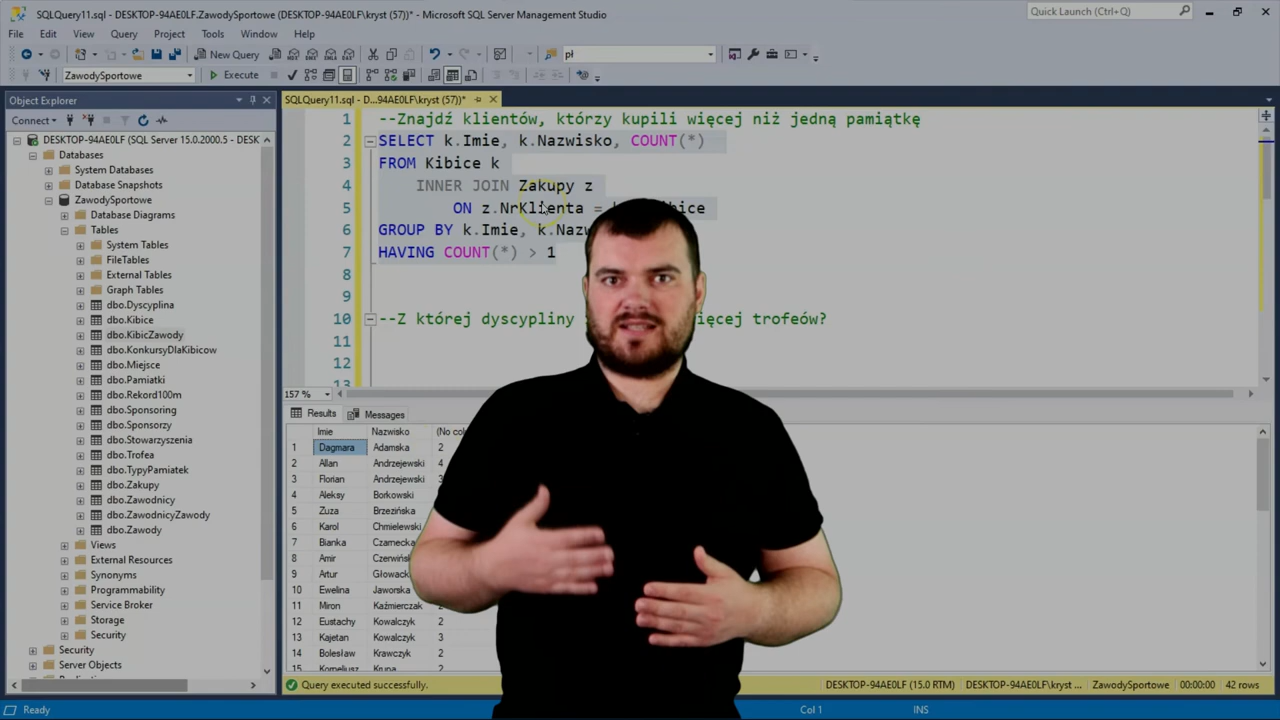 SQLQuery11.sql - DESKTOP-94AE0LF.ZawodySportowe (DESKTOP-94AE0LF\kryst (57))* - Microsoft SQL Server Management Studio
Quick Launch (Ctrl+Q)
File Edit View Query Project Tools Window Help
New Query
pł
ZawodySportowe
Execute
Object Explorer
Connect
DESKTOP-94AE0LF (SQL Server 15.0.2000.5 - DESK
Databases
System Databases
Database Snapshots
ZawodySportowe
Database Diagrams
Tables
System Tables
FileTables
External Tables
Graph Tables
dbo.Dyscyplina
dbo.Kibice
dbo.KibicZawody
dbo.KonkursyDlaKibicow
dbo.Miejsce
dbo.Pamiatki
dbo.Rekord100m
dbo.Sponsoring
dbo.Sponsorzy
dbo.Stowarzyszenia
dbo.Trofea
dbo.TypyPamiatek
dbo.Zakupy
dbo.Zawodnicy
dbo.ZawodnicyZawody
dbo.Zawody
Views
External Resources
Synonyms
Programmability
Service Broker
Storage
Security
Security
Server Objects
SQLQuery11.sql - D...94AE0LF\kryst (57))*
1 --Znajdź klientów, którzy kupili więcej niż jedną pamiątkę
2 SELECT k.Imie, k.Nazwisko, COUNT(*)
3 FROM Kibice k
4 INNER JOIN Zakupy z
5 ON z.NrKlienta =
6 GROUP BY k.Imie,
7 HAVING COUNT(*) > 1
8
9
10 --Z której dyscypliny trofeów?
11
12
13
157 %
Results Messages
Imie Nazwisko (No col
1 Dagmara Adamska 2
2 Allan Andrzejewski 4
3 Florian Andrzejewski 3
4 Aleksy Borkowski
5 Zuza Brzezińska
6 Karol Chmielewski
7 Bianka Czarnecka
8 Amir
9 Artur
10 Ewelina Jaworska
11 Miron Kaźmierczak
12 Eustachy Kowalczyk 2
13 Kajetan Kowalczyk 3
14 Bolesław Krawczyk 2
15 Korneliusz Krupa 2
Query executed successfully.
DESKTOP-94AE0LF (15.0 RTM) DESKTOP-94AE0LF\kryst ... ZawodySportowe 00:00:00 42 rows
Ready Col 1 INS